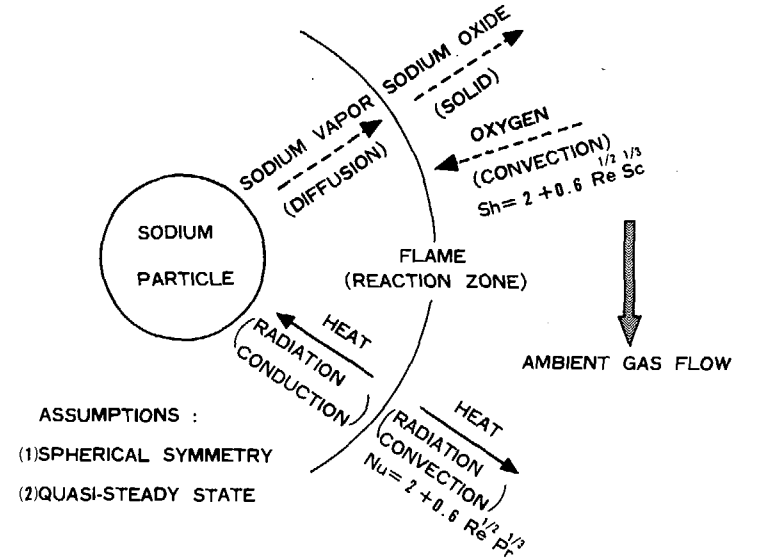 SODIUM VAPOR
(DIFFUSION)
SODIUM OXIDE
(SOLID)
OXYGEN
(CONVECTION)
Sh= 2 +0.6 Re^1/2 Sc^1/3
SODIUM
PARTICLE
FLAME
(REACTION ZONE)
AMBIENT GAS FLOW
HEAT
(RADIATION
CONDUCTION)
HEAT
(RADIATION
CONVECTION)
Nu= 2 +0.6 Re^1/2 Pr^1/3
ASSUMPTIONS :
(1)SPHERICAL SYMMETRY
(2)QUASI-STEADY STATE